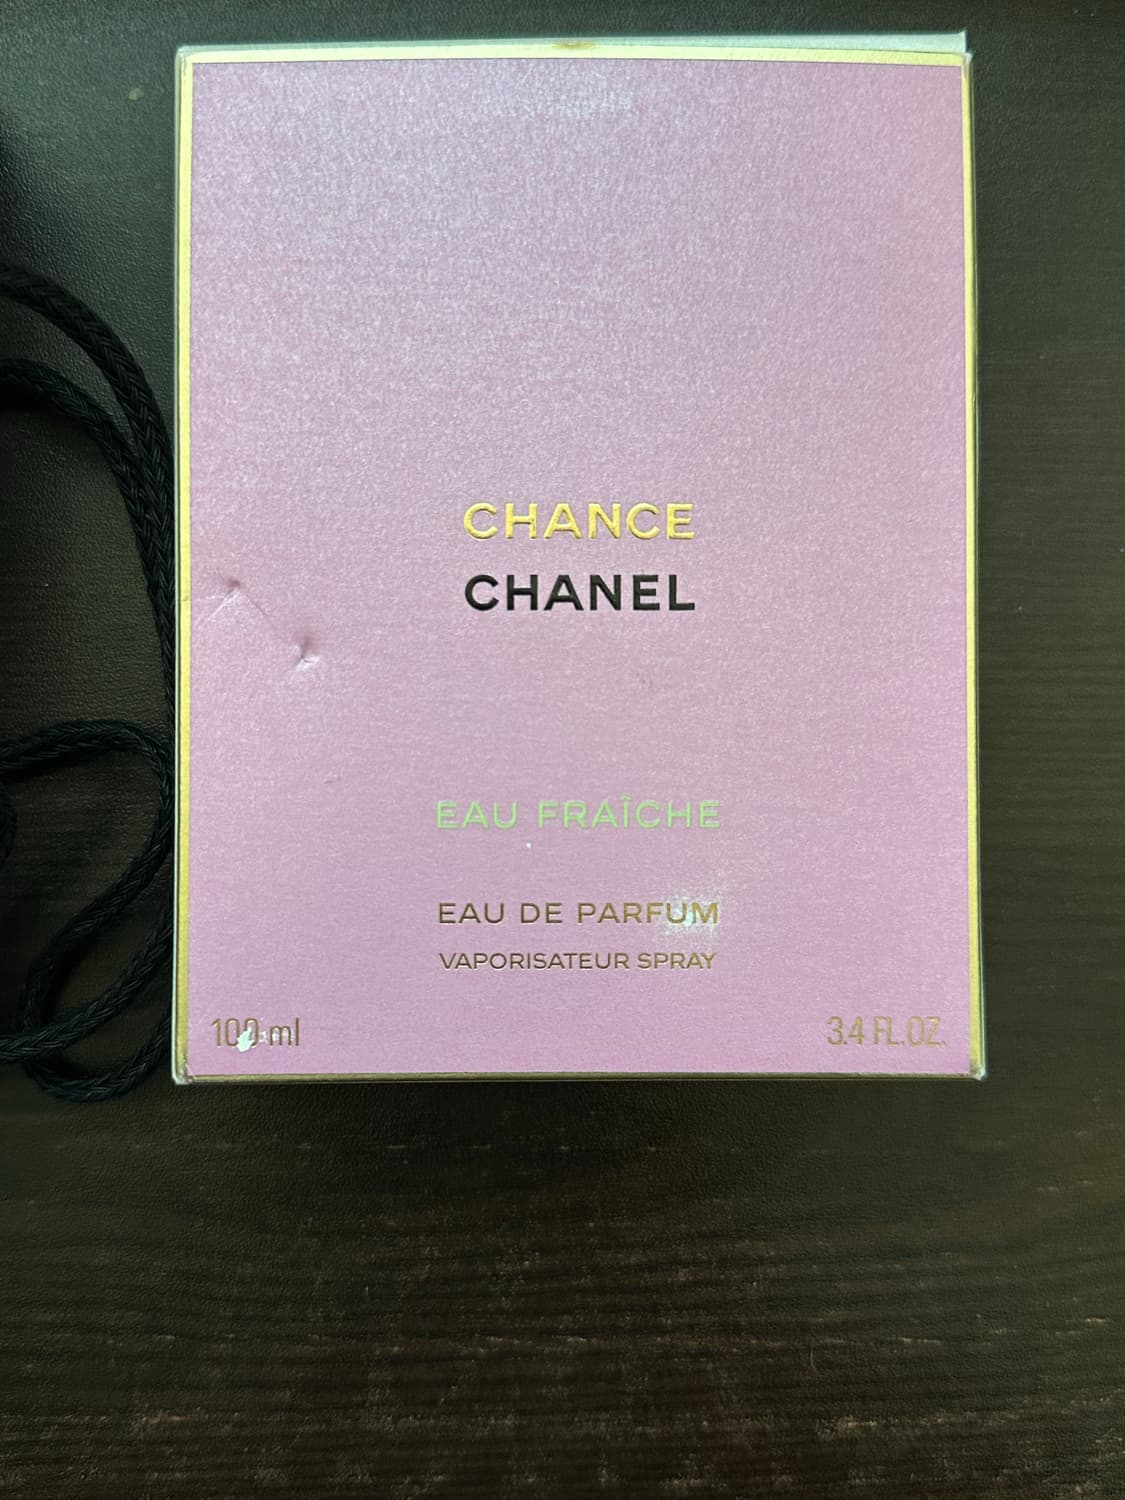 CHANCE
CHANEL
EAU FRAÎCHE
EAU DE PARFUM
VAPORISATEUR SPRAY
100 ml
3.4 FL.OZ.